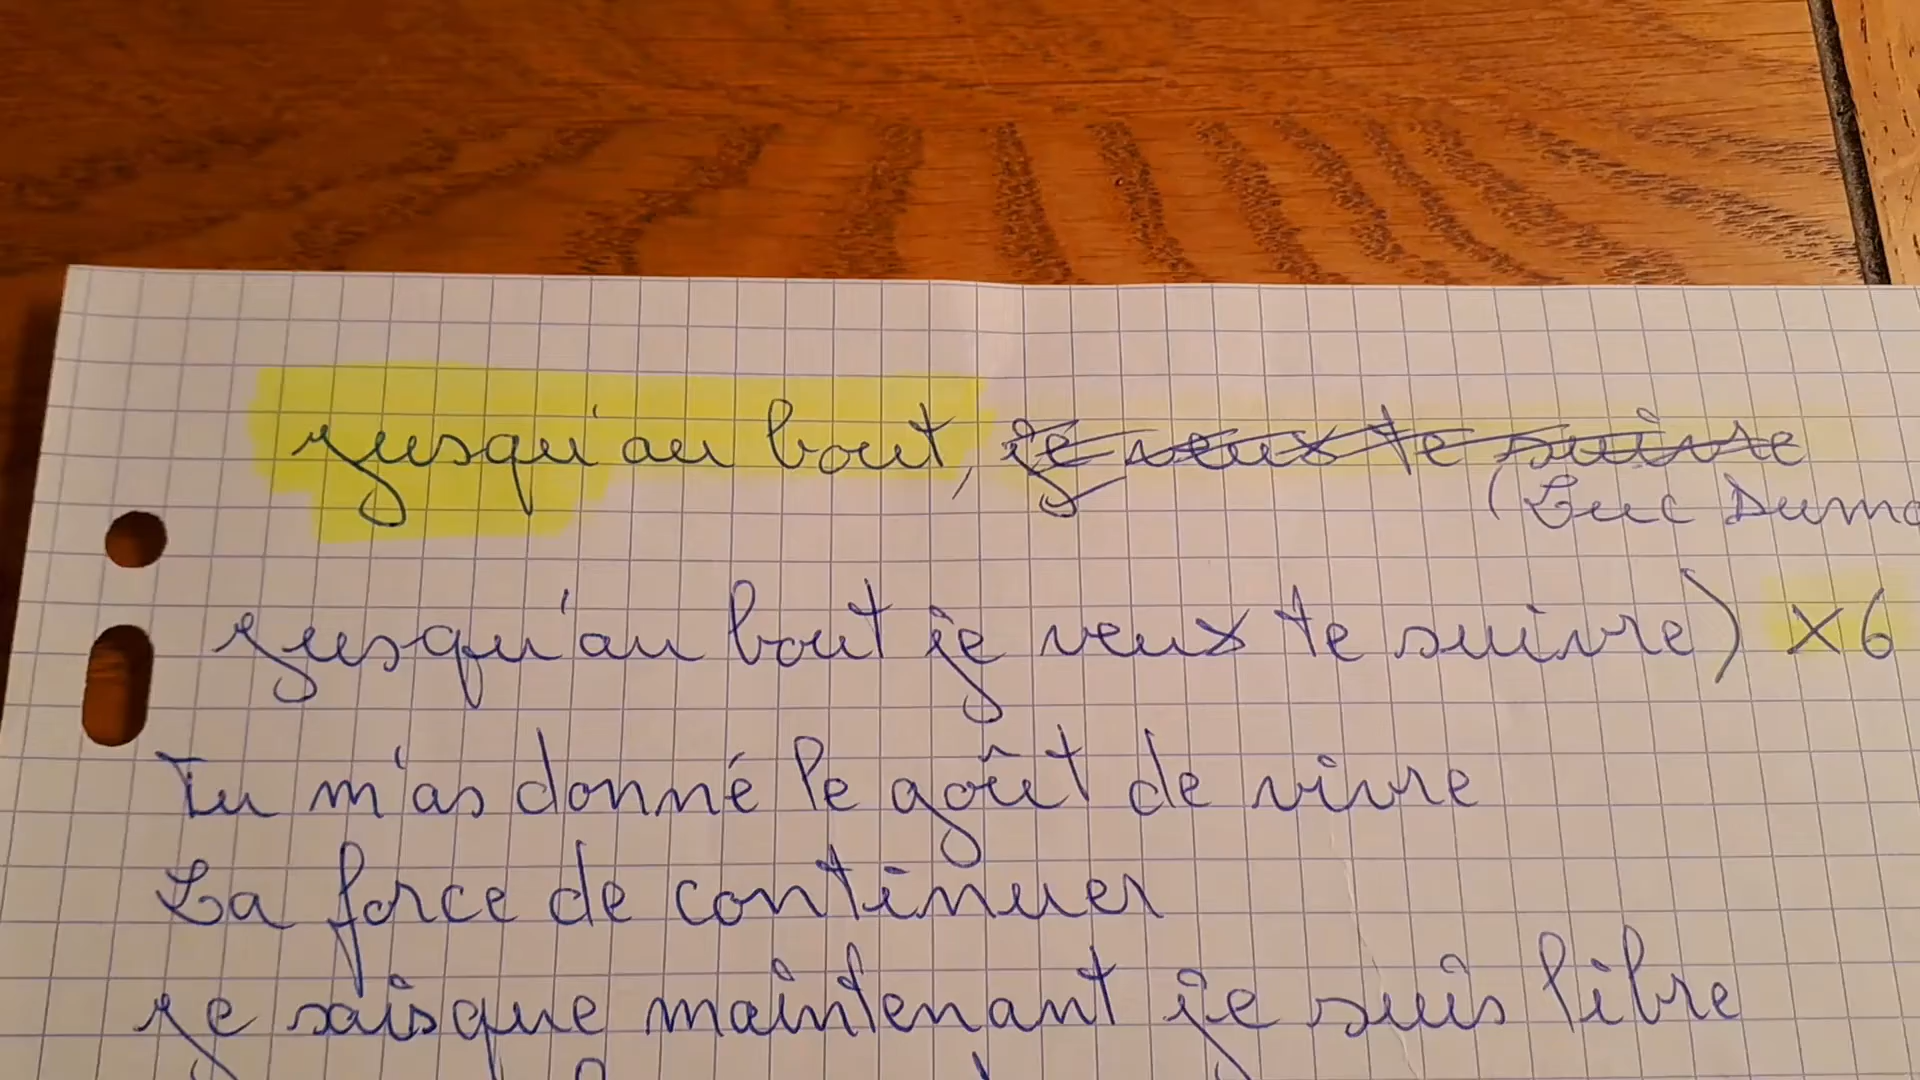 Jusqu'au bout, je veux te suivre
(Luc Dumo
Jusqu'au bout je veux te suivre) x6
Tu m'as donné le goût de vivre
La force de continuer
Je sais que maintenant je suis libre